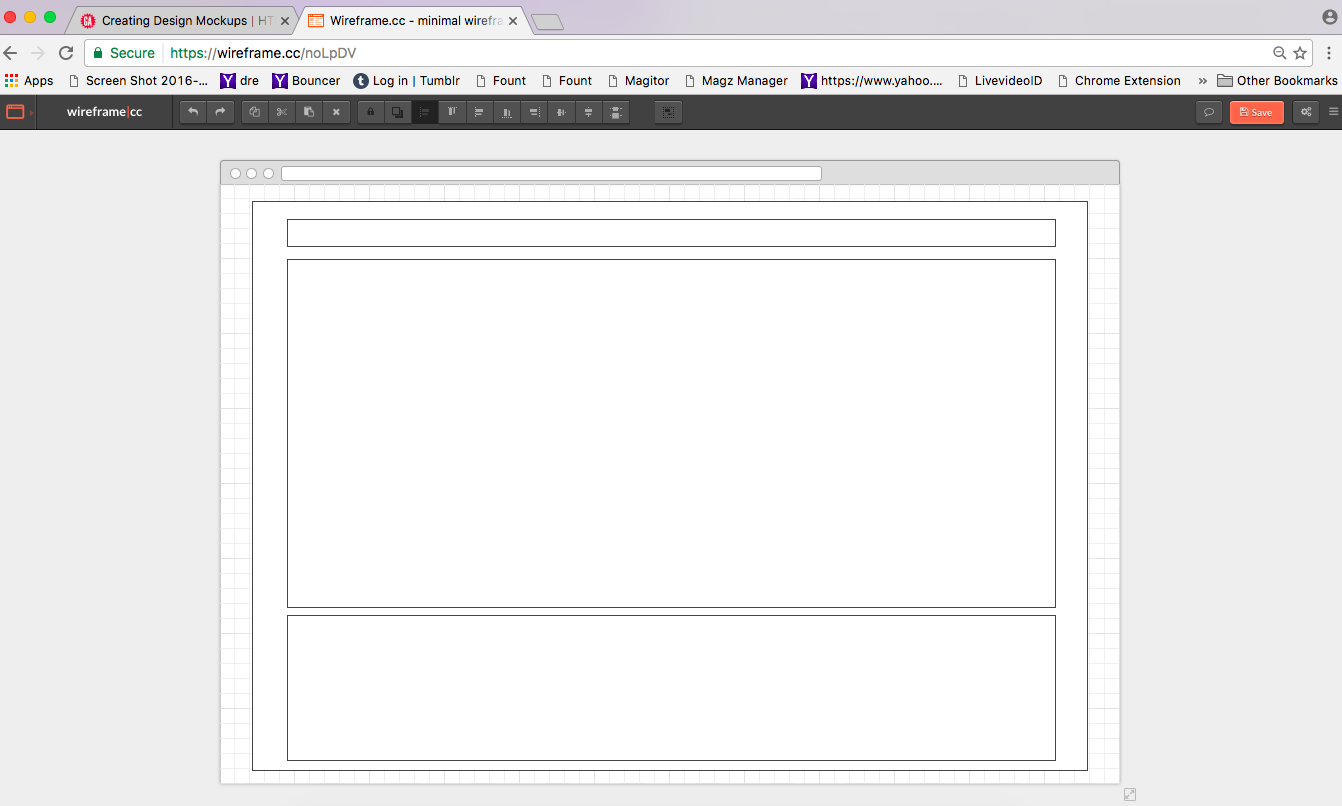 GA Creating Design Mockups | HT
Wireframe.cc - minimal wirefra
Secure https://wireframe.cc/noLpDV
Apps Screen Shot 2016-... Y dre Y Bouncer t Log in | Tumblr Fount Fount Magitor Magz Manager Y https://www.yahoo.... LivevideoID Chrome Extension » Other Bookmarks
wireframe|cc Save